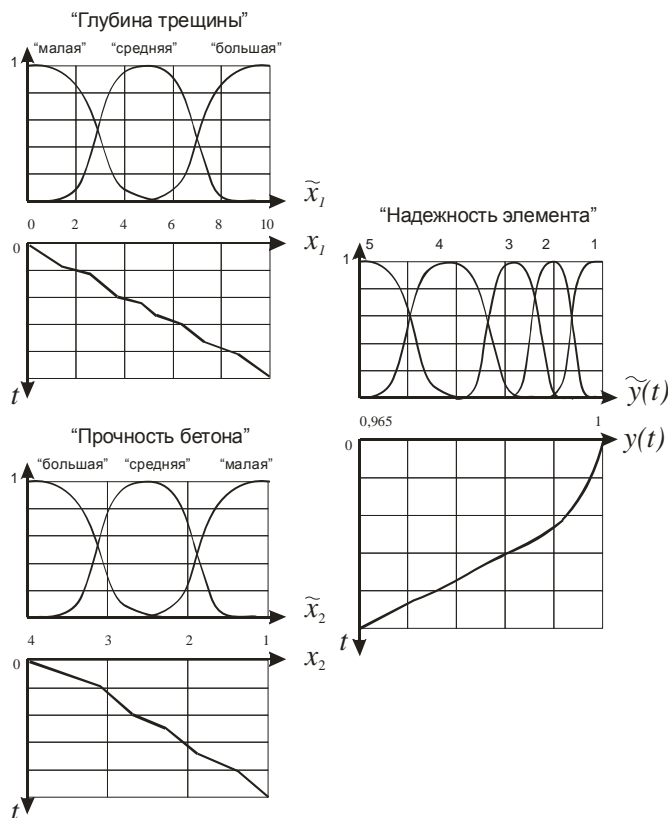 “Глубина трещины”
“малая” “средняя” “большая”
1
x̃₁
0 2 4 6 8 10
x₁
0
t
“Прочность бетона”
“большая” “средняя” “малая”
1
x̃₂
4 3 2 1
x₂
0
t
“Надежность элемента”
5 4 3 2 1
1
ỹ(t)
0,965 1
y(t)
0
t